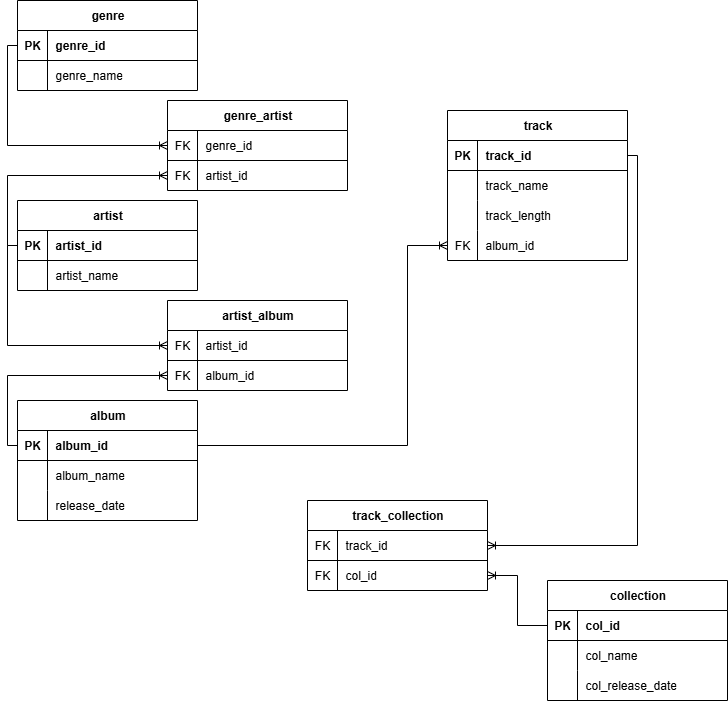 genre
PK genre_id
genre_name
genre_artist
FK genre_id
FK artist_id
artist
PK artist_id
artist_name
artist_album
FK artist_id
FK album_id
album
PK album_id
album_name
release_date
track
PK track_id
track_name
track_length
FK album_id
track_collection
FK track_id
FK col_id
collection
PK col_id
col_name
col_release_date